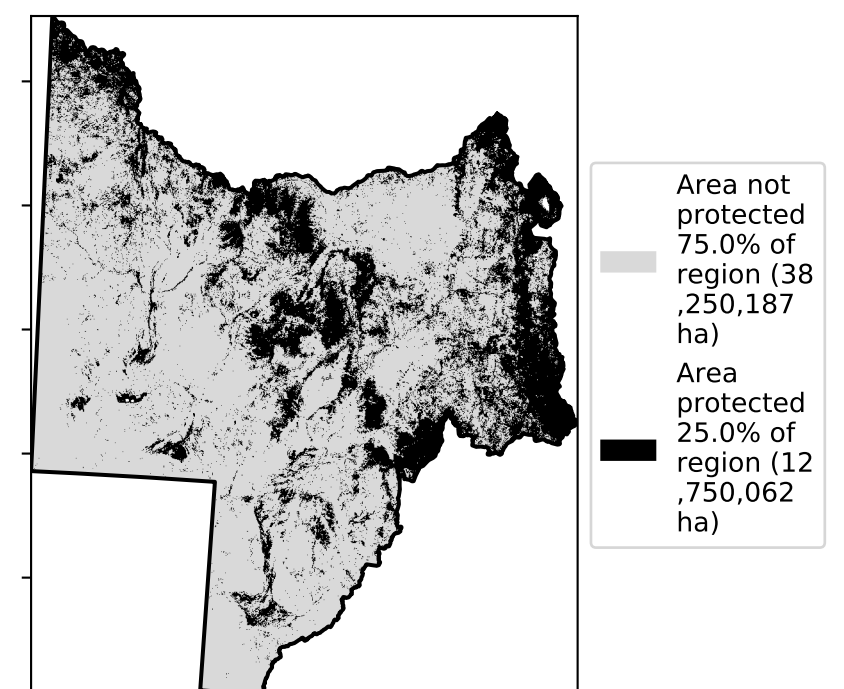 Area not
protected
75.0% of
region (38
,250,187
ha)
Area
protected
25.0% of
region (12
,750,062
ha)